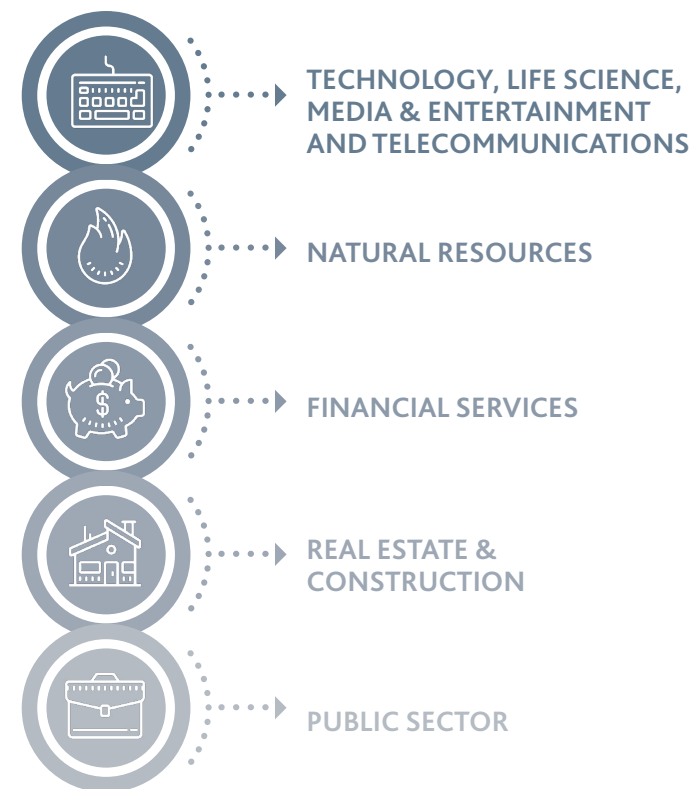 TECHNOLOGY, LIFE SCIENCE,
MEDIA & ENTERTAINMENT
AND TELECOMMUNICATIONS
NATURAL RESOURCES
$
FINANCIAL SERVICES
REAL ESTATE &
CONSTRUCTION
PUBLIC SECTOR